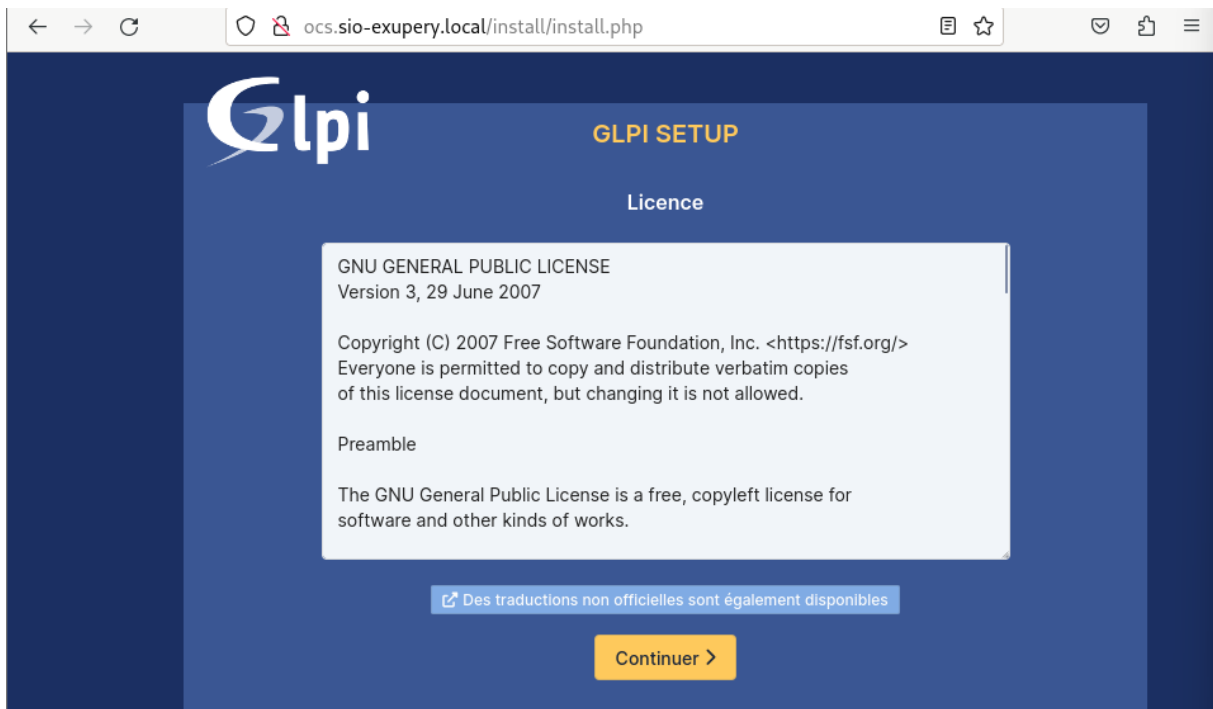 ocs.sio-exupery.local/install/install.php
Glpi
GLPI SETUP
Licence
GNU GENERAL PUBLIC LICENSE
Version 3, 29 June 2007
Copyright (C) 2007 Free Software Foundation, Inc. <https://fsf.org/>
Everyone is permitted to copy and distribute verbatim copies
of this license document, but changing it is not allowed.
Preamble
The GNU General Public License is a free, copyleft license for
software and other kinds of works.
Des traductions non officielles sont également disponibles
Continuer